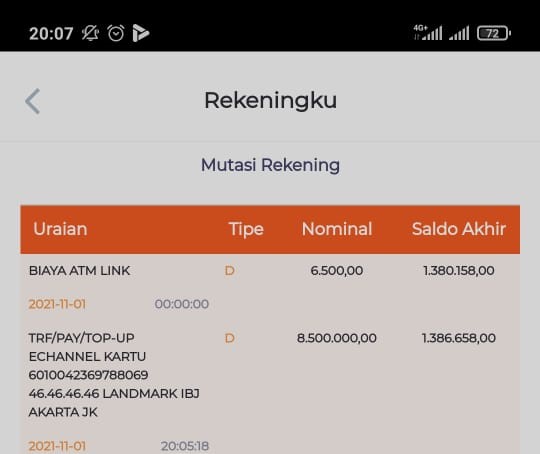 20:07 4G+ 72
Rekeningku
Mutasi Rekening
Uraian Tipe Nominal Saldo Akhir
BIAYA ATM LINK D 6.500,00 1.380.158,00
2021-11-01 00:00:00
TRF/PAY/TOP-UP D 8.500.000,00 1.386.658,00
ECHANNEL KARTU
6010042369788069
46.46.46.46 LANDMARK IBJ
AKARTA JK
2021-11-01 20:05:18